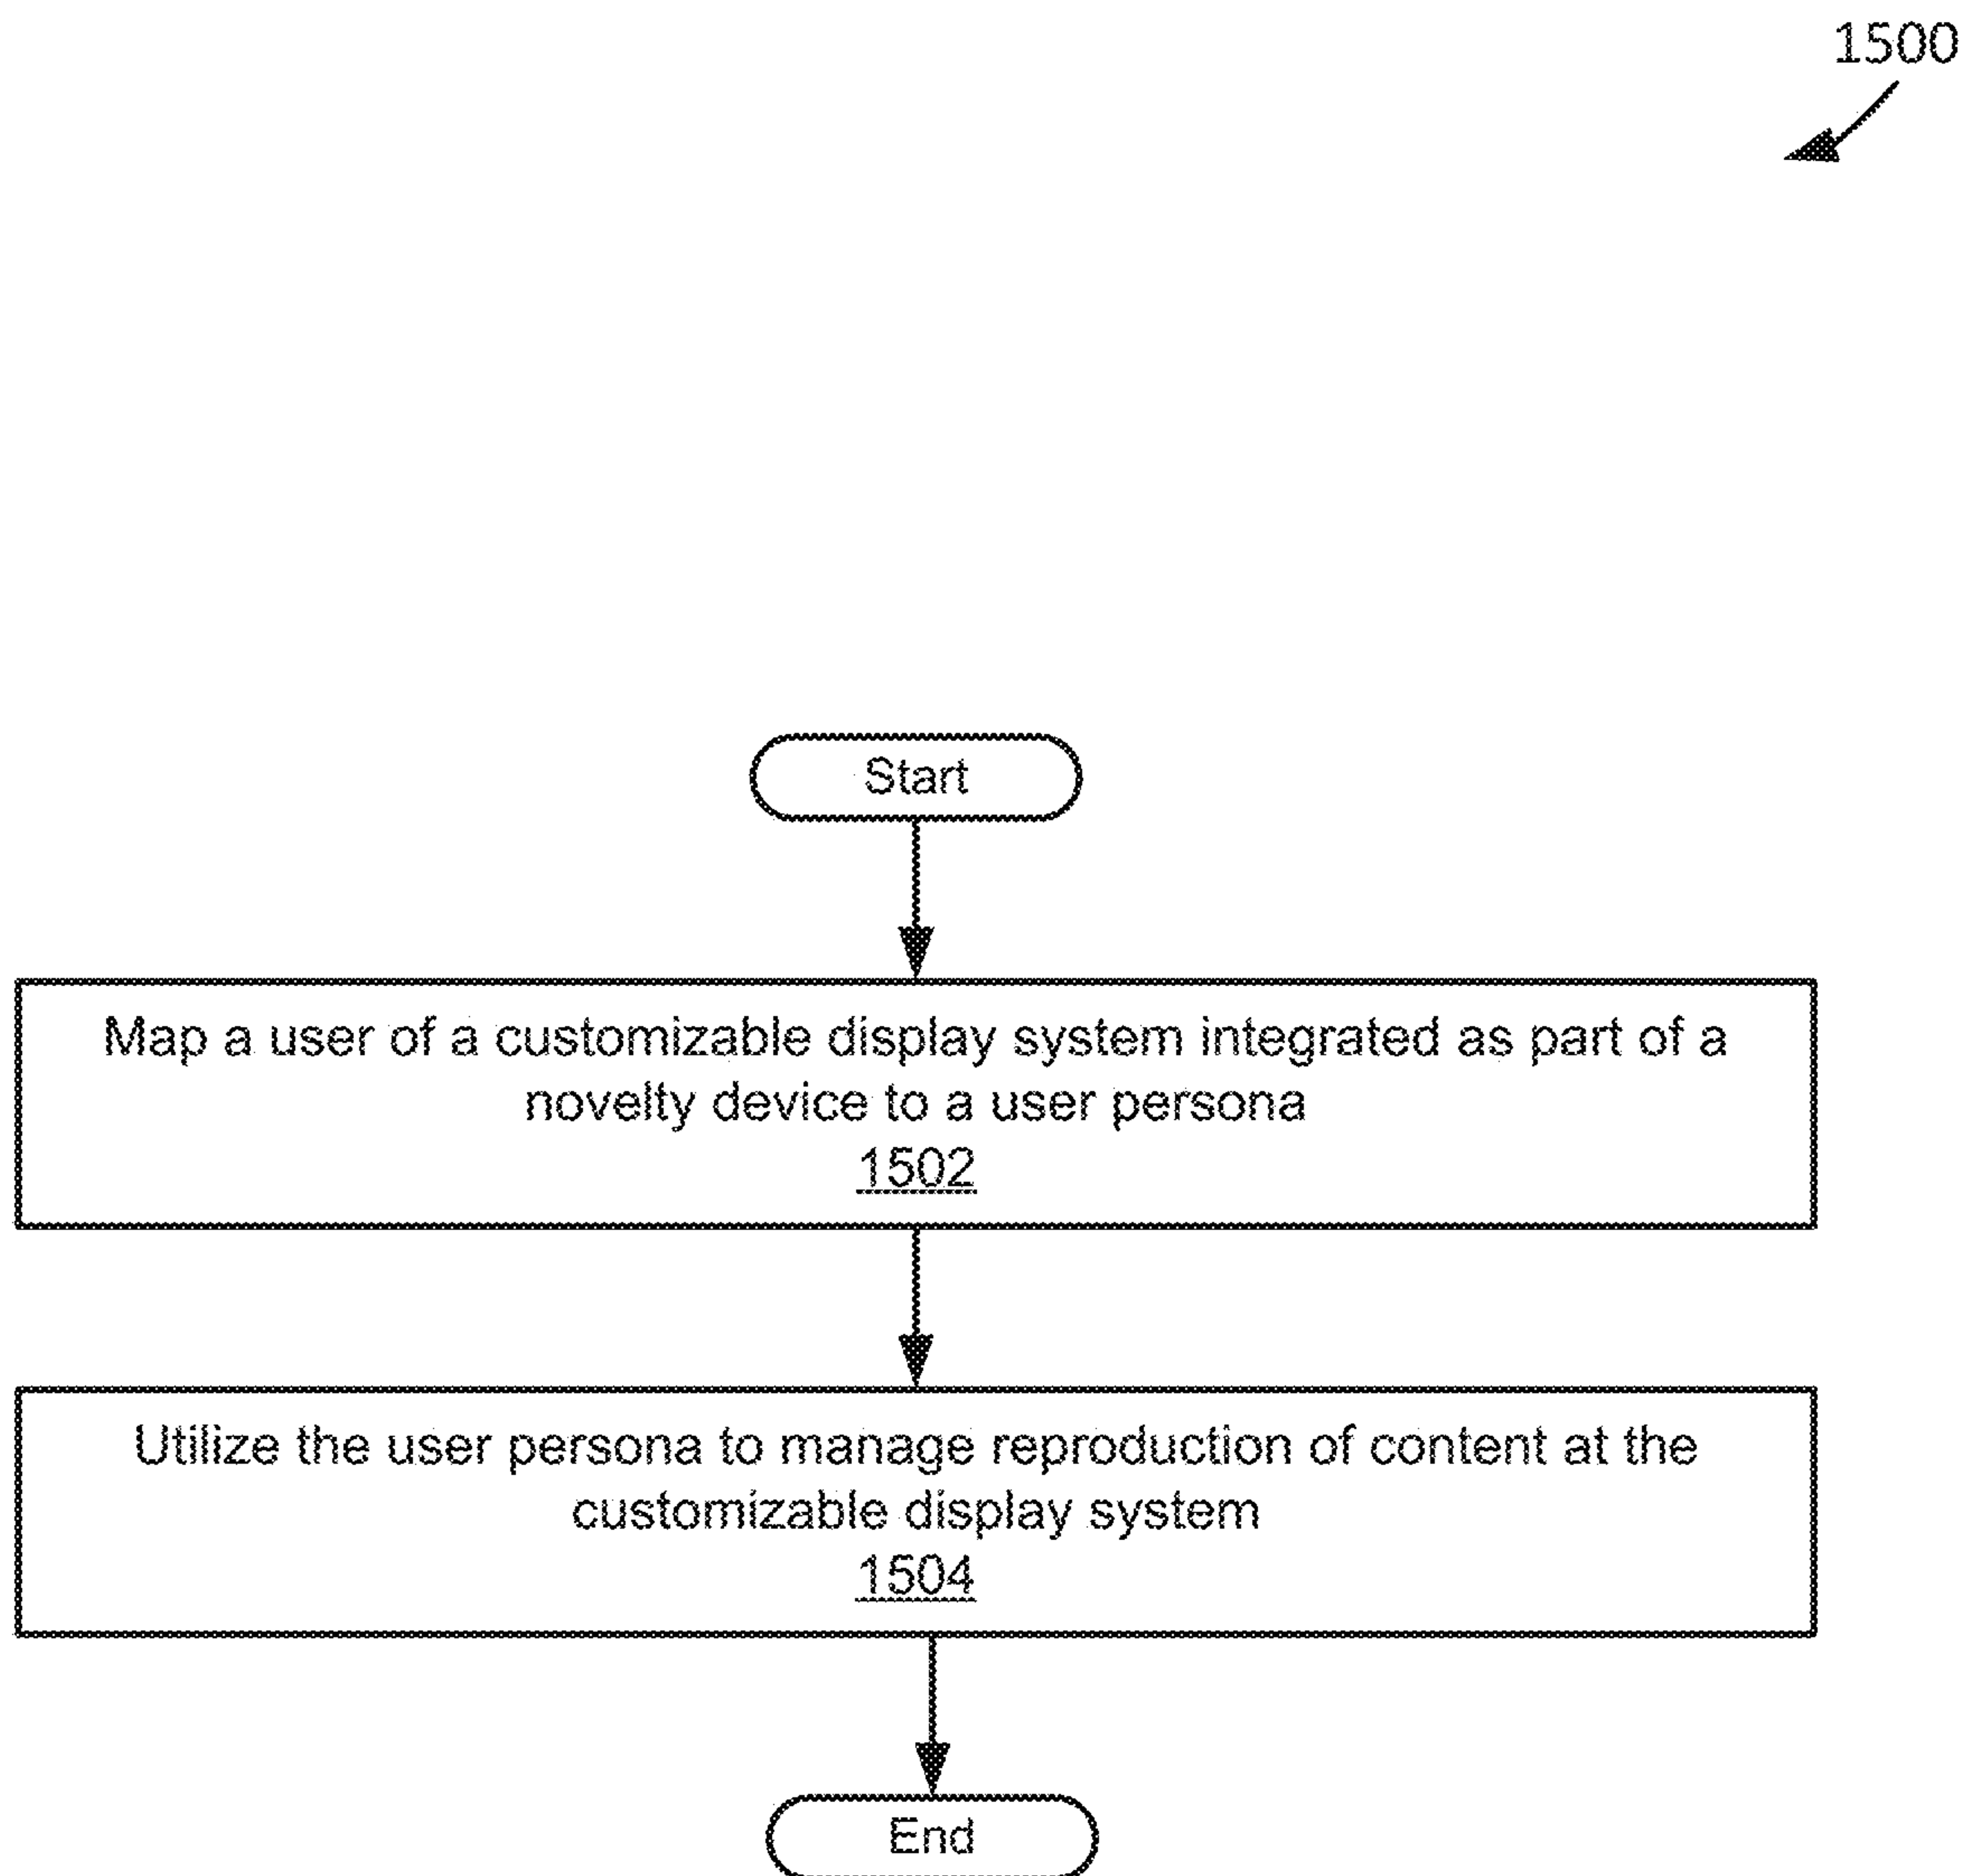 1500
Start
Map a user of a customizable display system integrated as part of a
novelty device to a user persona
1502
Utilize the user persona to manage reproduction of content at the
customizable display system
1504
End